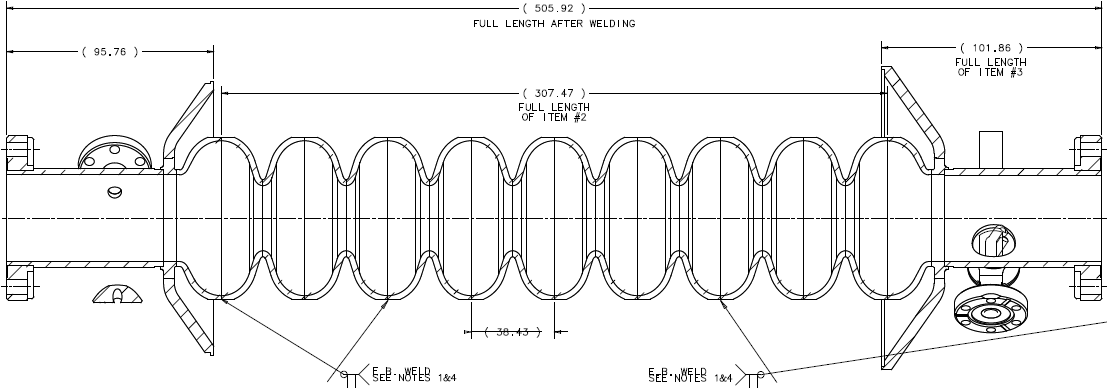 ( 505.92 )
FULL LENGTH AFTER WELDING
( 95.76 )
( 101.86 )
FULL LENGTH
OF ITEM #3
( 307.47 )
FULL LENGTH
OF ITEM #2
( 38.43 )
E.B. WELD
SEE NOTES 1&4
E.B. WELD
SEE NOTES 1&4